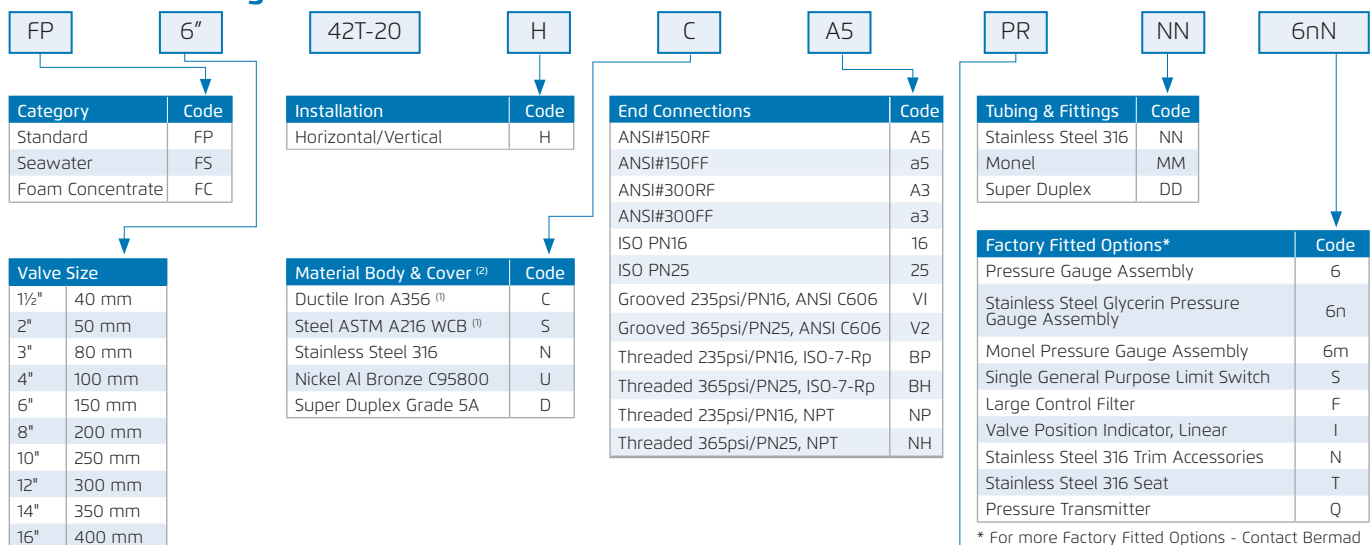 FP 6" 42T-20 H C A5 PR NN 6nN
Category Code
Standard FP
Seawater FS
Foam Concentrate FC
Valve Size
1½" 40 mm
2" 50 mm
3" 80 mm
4" 100 mm
6" 150 mm
8" 200 mm
10" 250 mm
12" 300 mm
14" 350 mm
16" 400 mm
Installation Code
Horizontal/Vertical H
Material Body & Cover (2) Code
Ductile Iron A356 (1) C
Steel ASTM A216 WCB (1) S
Stainless Steel 316 N
Nickel Al Bronze C95800 U
Super Duplex Grade 5A D
End Connections Code
ANSI#150RF A5
ANSI#150FF a5
ANSI#300RF A3
ANSI#300FF a3
ISO PN16 16
ISO PN25 25
Grooved 235psi/PN16, ANSI C606 VI
Grooved 365psi/PN25, ANSI C606 V2
Threaded 235psi/PN16, ISO-7-Rp BP
Threaded 365psi/PN25, ISO-7-Rp BH
Threaded 235psi/PN16, NPT NP
Threaded 365psi/PN25, NPT NH
Tubing & Fittings Code
Stainless Steel 316 NN
Monel MM
Super Duplex DD
Factory Fitted Options* Code
Pressure Gauge Assembly 6
Stainless Steel Glycerin Pressure
Gauge Assembly 6n
Monel Pressure Gauge Assembly 6m
Single General Purpose Limit Switch S
Large Control Filter F
Valve Position Indicator, Linear I
Stainless Steel 316 Trim Accessories N
Stainless Steel 316 Seat T
Pressure Transmitter Q
* For more Factory Fitted Options - Contact Bermad